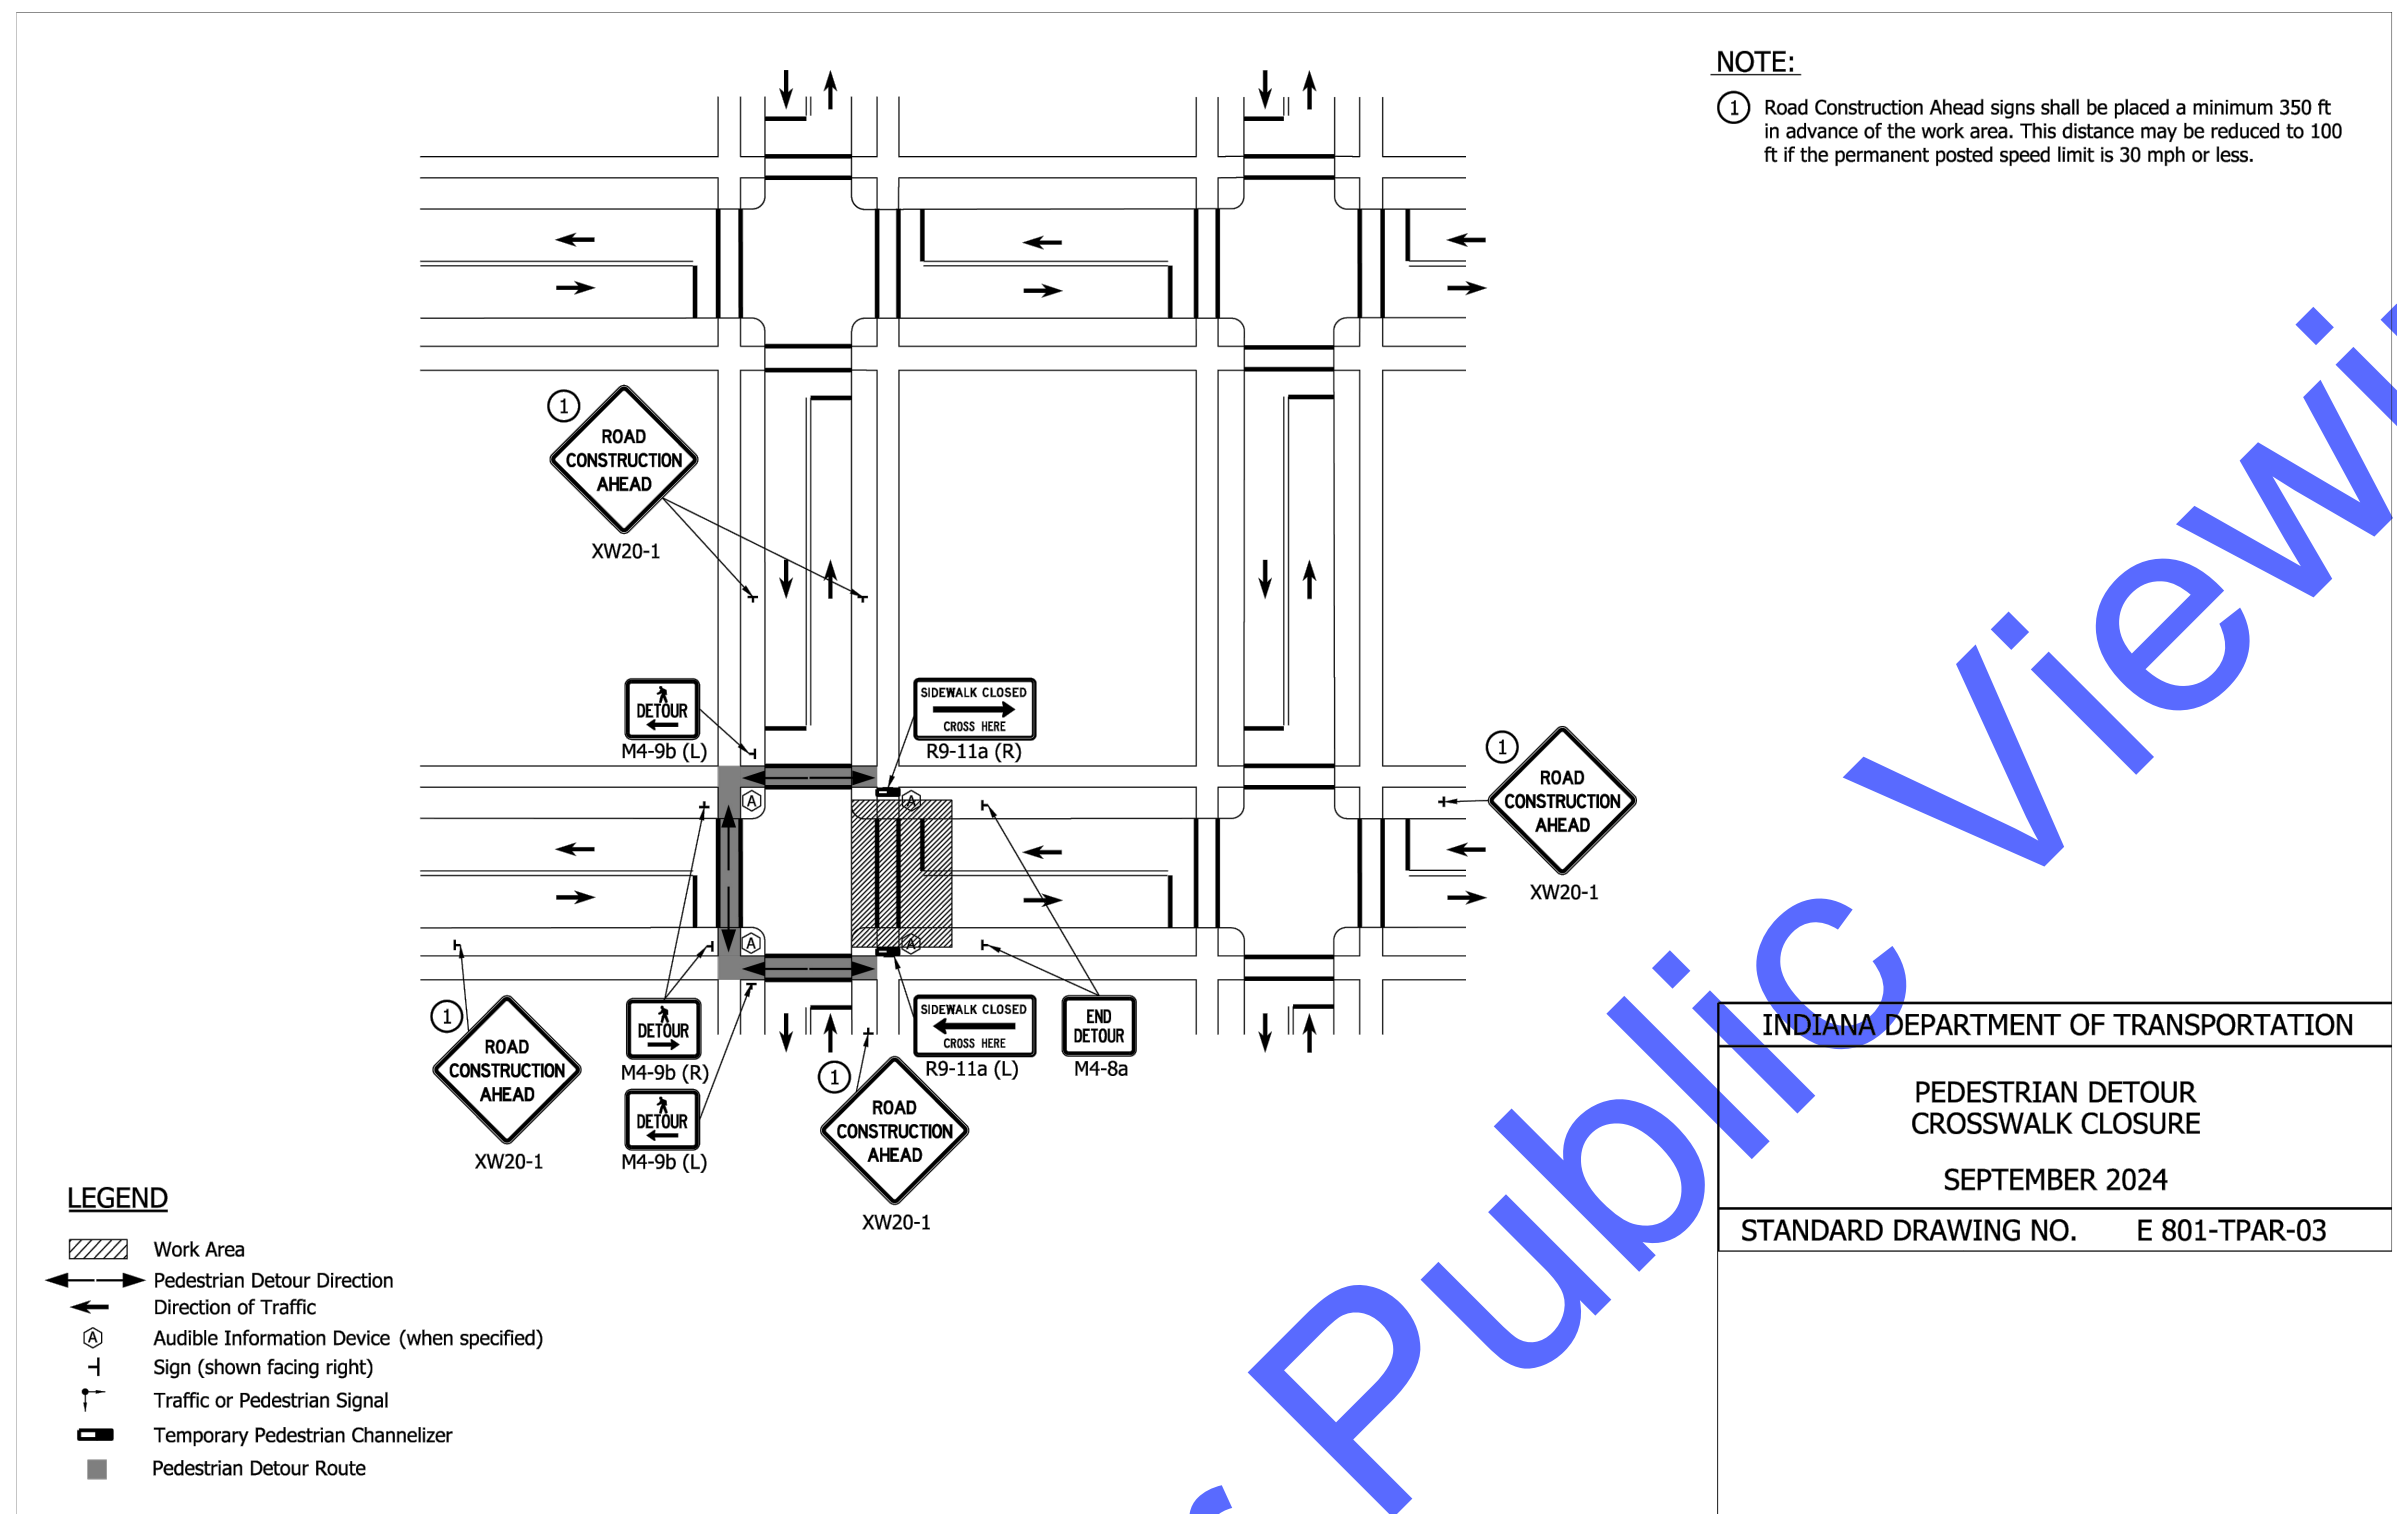 NOTE:
1 Road Construction Ahead signs shall be placed a minimum 350 ft
in advance of the work area. This distance may be reduced to 100
ft if the permanent posted speed limit is 30 mph or less.
1
ROAD
CONSTRUCTION
AHEAD
XW20-1
DETOUR
M4-9b (L)
SIDEWALK CLOSED
CROSS HERE
R9-11a (R)
1
ROAD
CONSTRUCTION
AHEAD
XW20-1
A
A
A
A
1
ROAD
CONSTRUCTION
AHEAD
XW20-1
DETOUR
M4-9b (R)
DETOUR
M4-9b (L)
1
ROAD
CONSTRUCTION
AHEAD
XW20-1
SIDEWALK CLOSED
CROSS HERE
R9-11a (L)
END
DETOUR
M4-8a
INDIANA DEPARTMENT OF TRANSPORTATION
PEDESTRIAN DETOUR
CROSSWALK CLOSURE
SEPTEMBER 2024
STANDARD DRAWING NO. E 801-TPAR-03
LEGEND
Work Area
Pedestrian Detour Direction
Direction of Traffic
A Audible Information Device (when specified)
Sign (shown facing right)
Traffic or Pedestrian Signal
Temporary Pedestrian Channelizer
Pedestrian Detour Route
Public